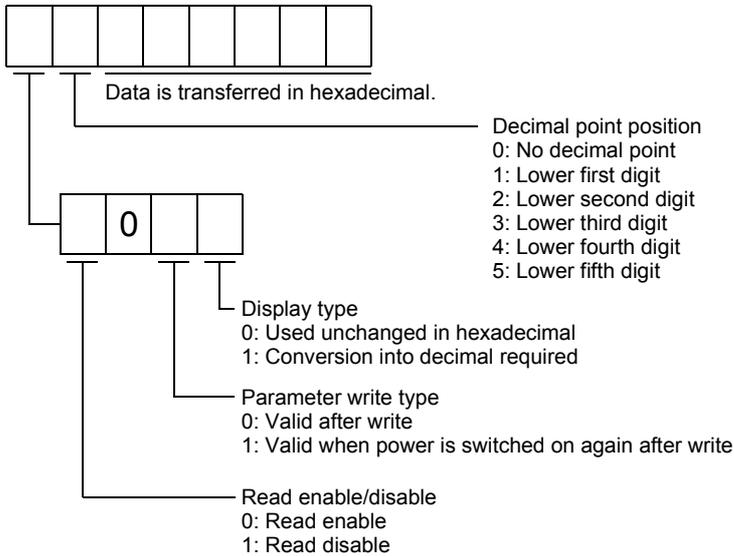 Data is transferred in hexadecimal.
Decimal point position
0: No decimal point
1: Lower first digit
2: Lower second digit
3: Lower third digit
4: Lower fourth digit
5: Lower fifth digit
0
Display type
0: Used unchanged in hexadecimal
1: Conversion into decimal required
Parameter write type
0: Valid after write
1: Valid when power is switched on again after write
Read enable/disable
0: Read enable
1: Read disable